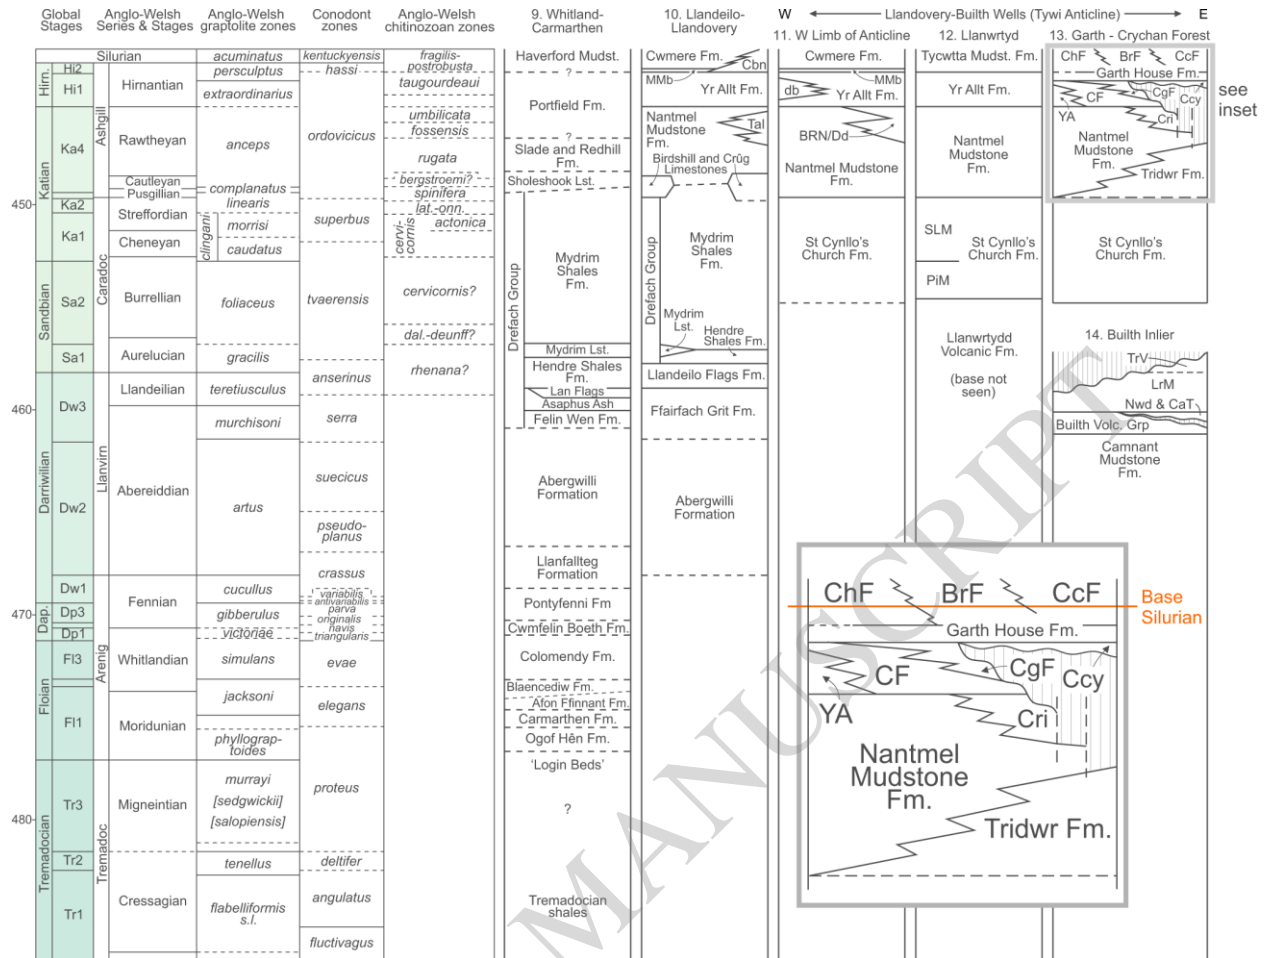 Global
Stages
Anglo-Welsh
Series & Stages
Anglo-Welsh
graptolite zones
Conodont
zones
Anglo-Welsh
chitinozoan zones
9. Whitland-
Carmarthen
10. Llandeilo-
Llandovery
W
Llandovery-Builth Wells (Tywi Anticline)
E
11. W Limb of Anticline
12. Llanwrtyd
13. Garth - Crychan Forest
450
460
470
480
Hirn.
Katian
Sandbian
Darriwilian
Dap.
Floian
Tremadocian
Hi2
Hi1
Ka4
Ka2
Ka1
Sa2
Sa1
Dw3
Dw2
Dw1
Dp3
Dp1
Fl3
Fl1
Tr3
Tr2
Tr1
Ashgill
Caradoc
Llanvirn
Arenig
Tremadoc
Silurian
Hirnantian
Rawtheyan
Cautleyan
Pusgillian
Streffordian
Cheneyan
Burrellian
Aurelucian
Llandeilian
Abereiddian
Fennian
Whitlandian
Moridunian
Migneintian
Cressagian
acuminatus
persculptus
extraordinarius
anceps
complanatus
linearis
clingani
morrisi
caudatus
foliaceus
gracilis
teretiusculus
murchisoni
artus
cucullus
gibberulus
victoriae
simulans
jacksoni
phyllograp-
toides
murrayi
[sedgwickii]
[salopiensis]
tenellus
flabelliformis
s.l.
kentuckyensis
hassi
ordovicicus
superbus
tvaerensis
anserinus
serra
suecicus
pseudo-
planus
crassus
variabilis
antivariabilis
parva
originalis
navis
triangularis
evae
elegans
proteus
deltifer
angulatus
fluctivagus
fragilis-
postrobusta
taugourdeaui
umbilicata
fossensis
rugata
bergstroemi?
spinifera
lat.-onn.
cervi-
cornis
actonica
cervicornis?
dal.-deunff?
rhenana?
Haverford Mudst.
?
Portfield Fm.
?
Slade and Redhill
Fm.
Sholeshook Lst.
Drefach Group
Mydrim
Shales
Fm.
Mydrim Lst.
Hendre Shales
Fm.
Lan Flags
Asaphus Ash
Felin Wen Fm.
Abergwilli
Formation
Llanfallteg
Formation
Pontyfenni Fm
Cwmfelin Boeth Fm.
Colomendy Fm.
Blaencediw Fm.
Afon Ffinnant Fm.
Carmarthen Fm.
Ogof Hên Fm.
'Login Beds'
?
Tremadocian
shales
Cwmere Fm.
Cbn
MMb
Yr Allt Fm.
Nantmel
Mudstone
Fm.
Tal
Birdshill and Crûg
Limestones
Drefach Group
Mydrim
Shales
Fm.
Mydrim
Lst.
Hendre
Shales Fm.
Llandeilo Flags Fm.
Ffairfach Grit Fm.
Abergwilli
Formation
Cwmere Fm.
MMb
db
Yr Allt Fm.
BRN/Dd
Nantmel Mudstone
Fm.
St Cynllo's
Church Fm.
Tycwtta Mudst. Fm.
Yr Allt Fm.
Nantmel
Mudstone
Fm.
SLM
St Cynllo's
Church Fm.
PiM
Llanwrtydd
Volcanic Fm.
(base not
seen)
ChF
BrF
CcF
Garth House Fm.
CF
CgF
Ccy
YA
Cri
Nantmel
Mudstone
Fm.
Tridwr Fm.
see
inset
St Cynllo's
Church Fm.
14. Builth Inlier
TrV
LrM
Nwd & CaT
Builth Volc. Grp
Camnant
Mudstone
Fm.
ChF
BrF
CcF
Base
Silurian
Garth House Fm.
CF
CgF
Ccy
YA
Cri
Nantmel
Mudstone
Fm.
Tridwr Fm.
MANUSCRIPT